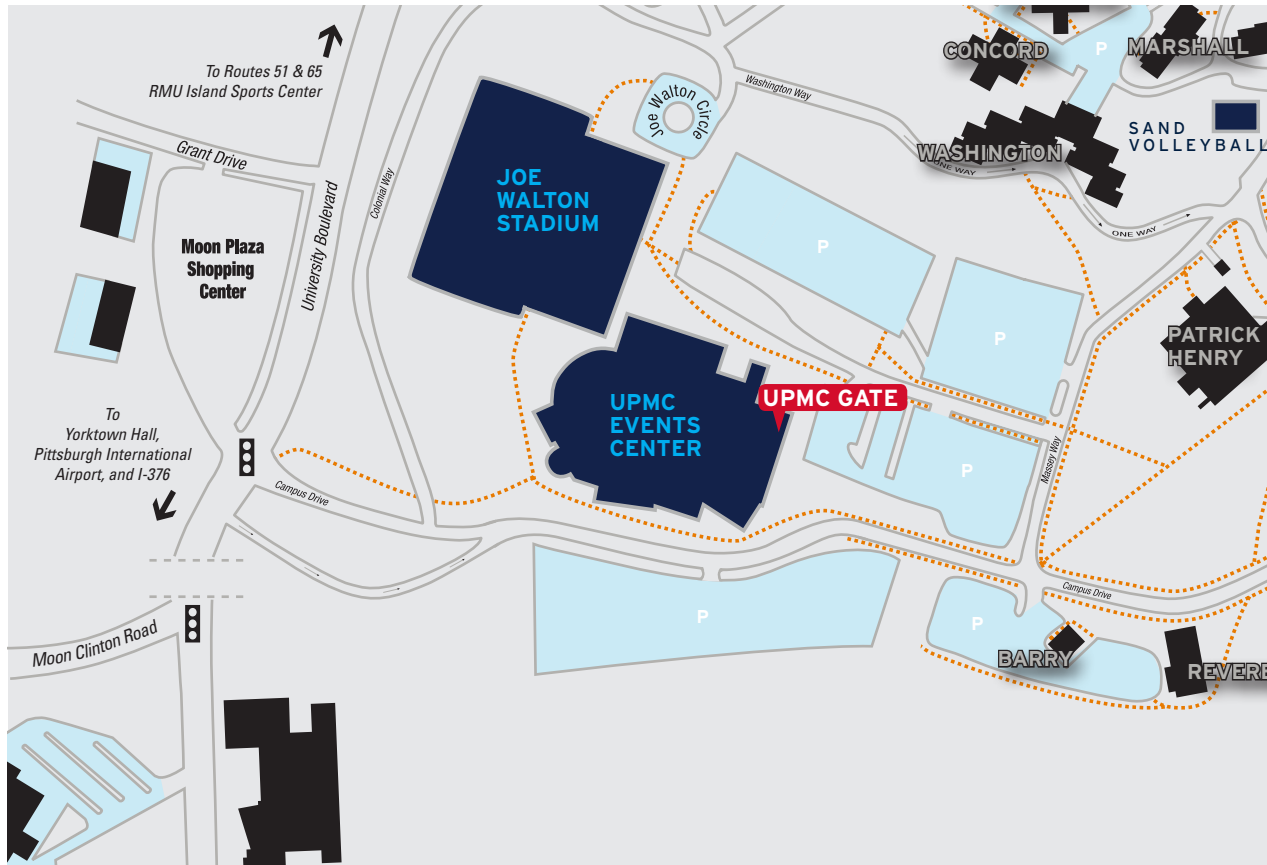 To Routes 51 & 65
RMU Island Sports Center
Grant Drive
Moon Plaza
Shopping
Center
University Boulevard
Colonial Way
JOE
WALTON
STADIUM
Joe Walton Circle
Washington Way
CONCORD
MARSHALL
P
WASHINGTON
SAND
VOLLEYBALL
ONE WAY
ONE WAY
P
P
PATRICK
HENRY
UPMC
EVENTS
CENTER
UPMC GATE
P
Massey Way
To
Yorktown Hall,
Pittsburgh International
Airport, and I-376
Campus Drive
Campus Drive
P
P
BARRY
REVERE
Moon Clinton Road